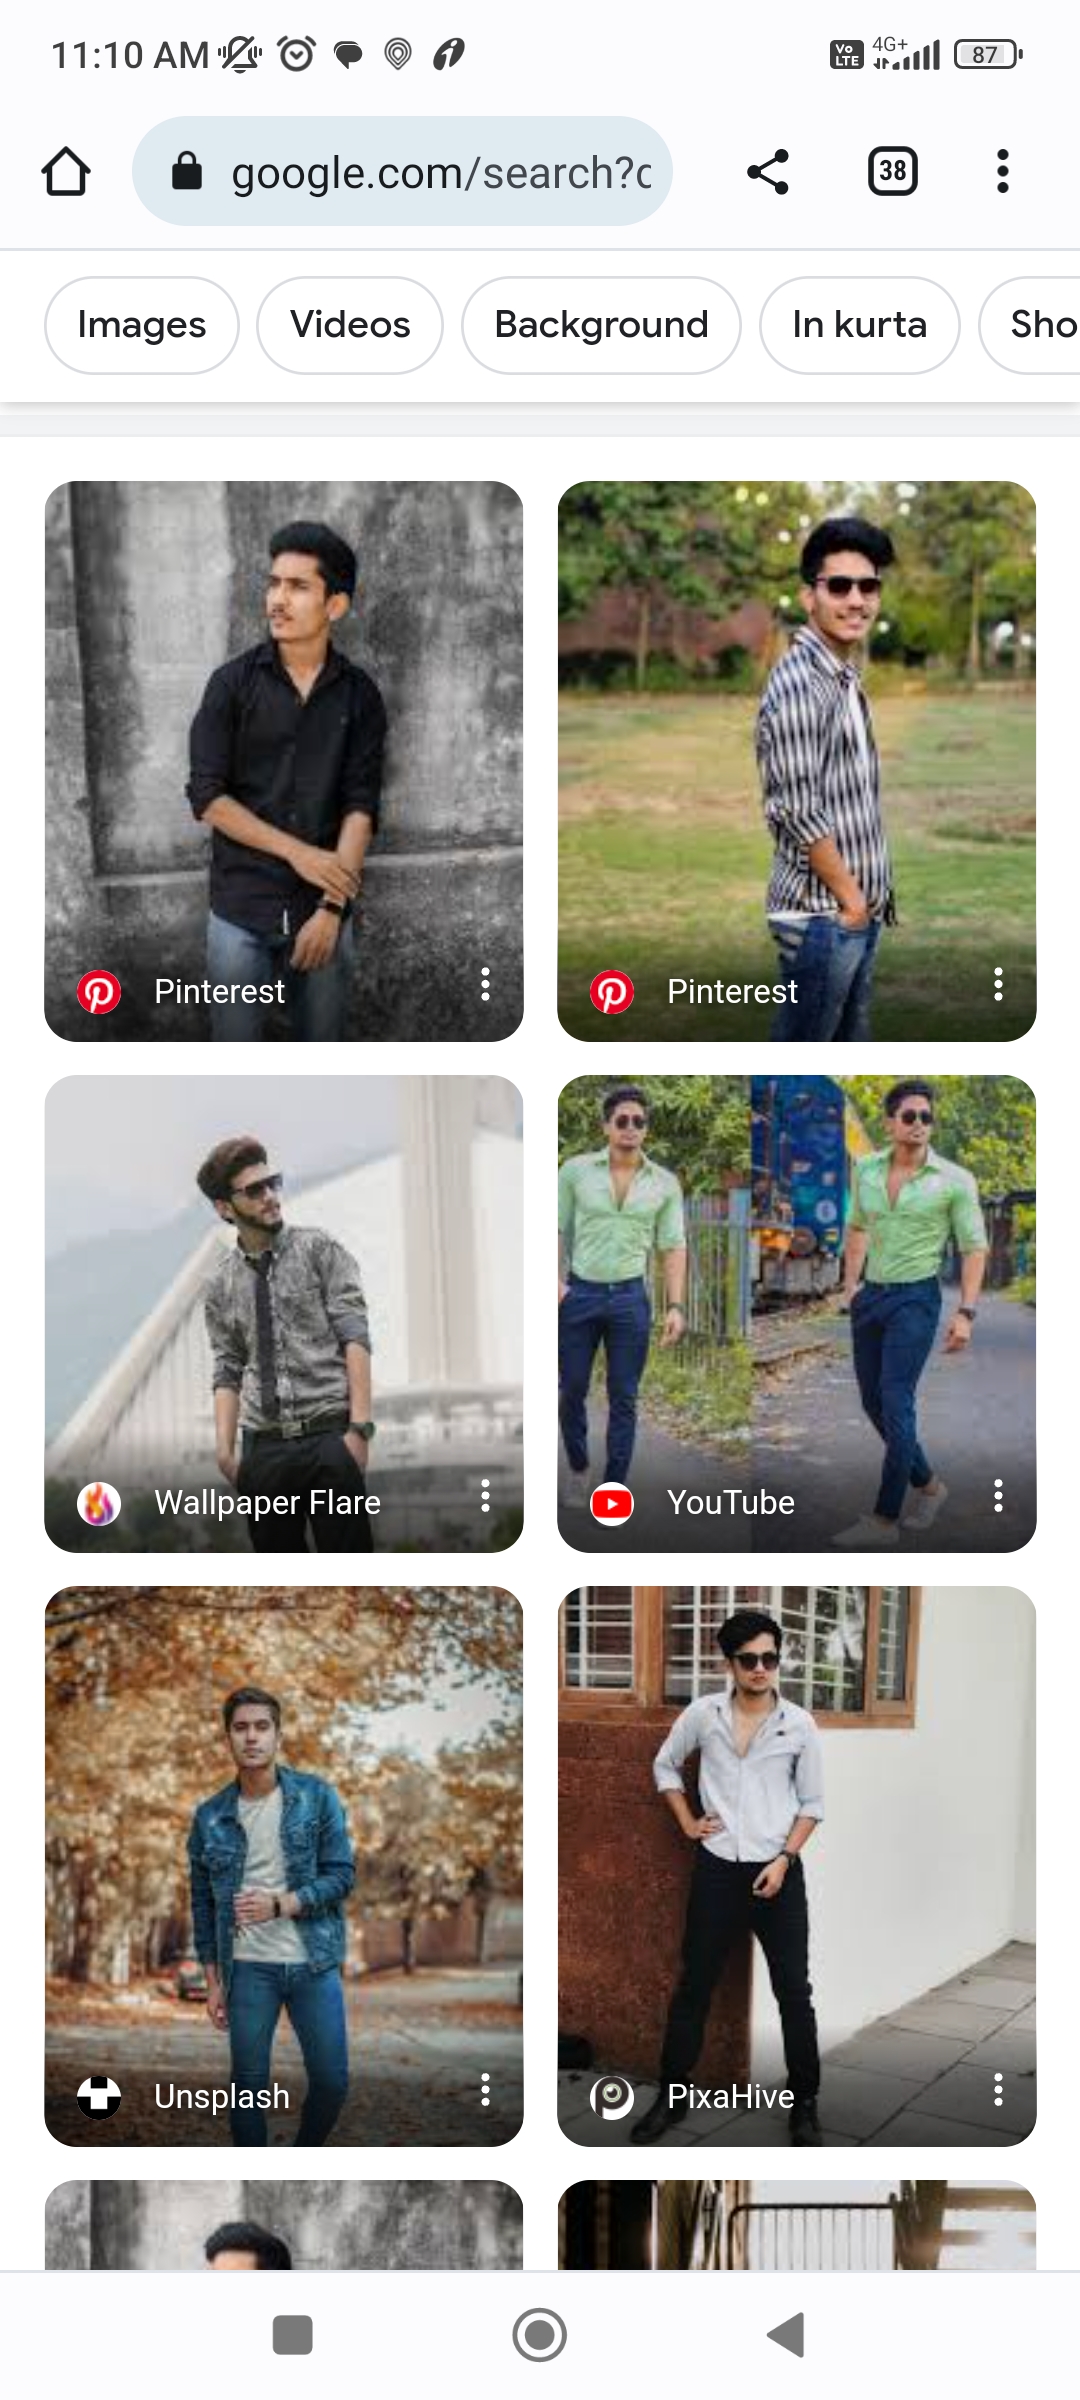 11:10 AM
Vo LTE 4G+ 87
google.com/search?c
38
Images Videos Background In kurta Sho
Pinterest Pinterest
Wallpaper Flare YouTube
Unsplash PixaHive